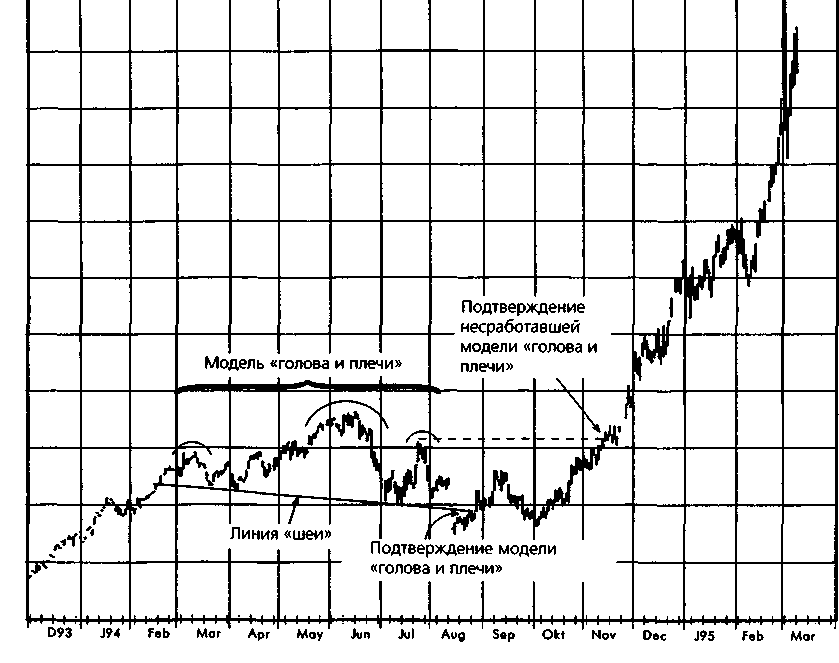 Подтверждение
несработавшей
модели «голова и
плечи»
Модель «голова и плечи»
Линия “шеи”
Подтверждение модели
«голова и плечи»
D93 J94 Feb Mar Apr May Jun Jul Aug Sep Okt Nov Dec J95 Feb Mar